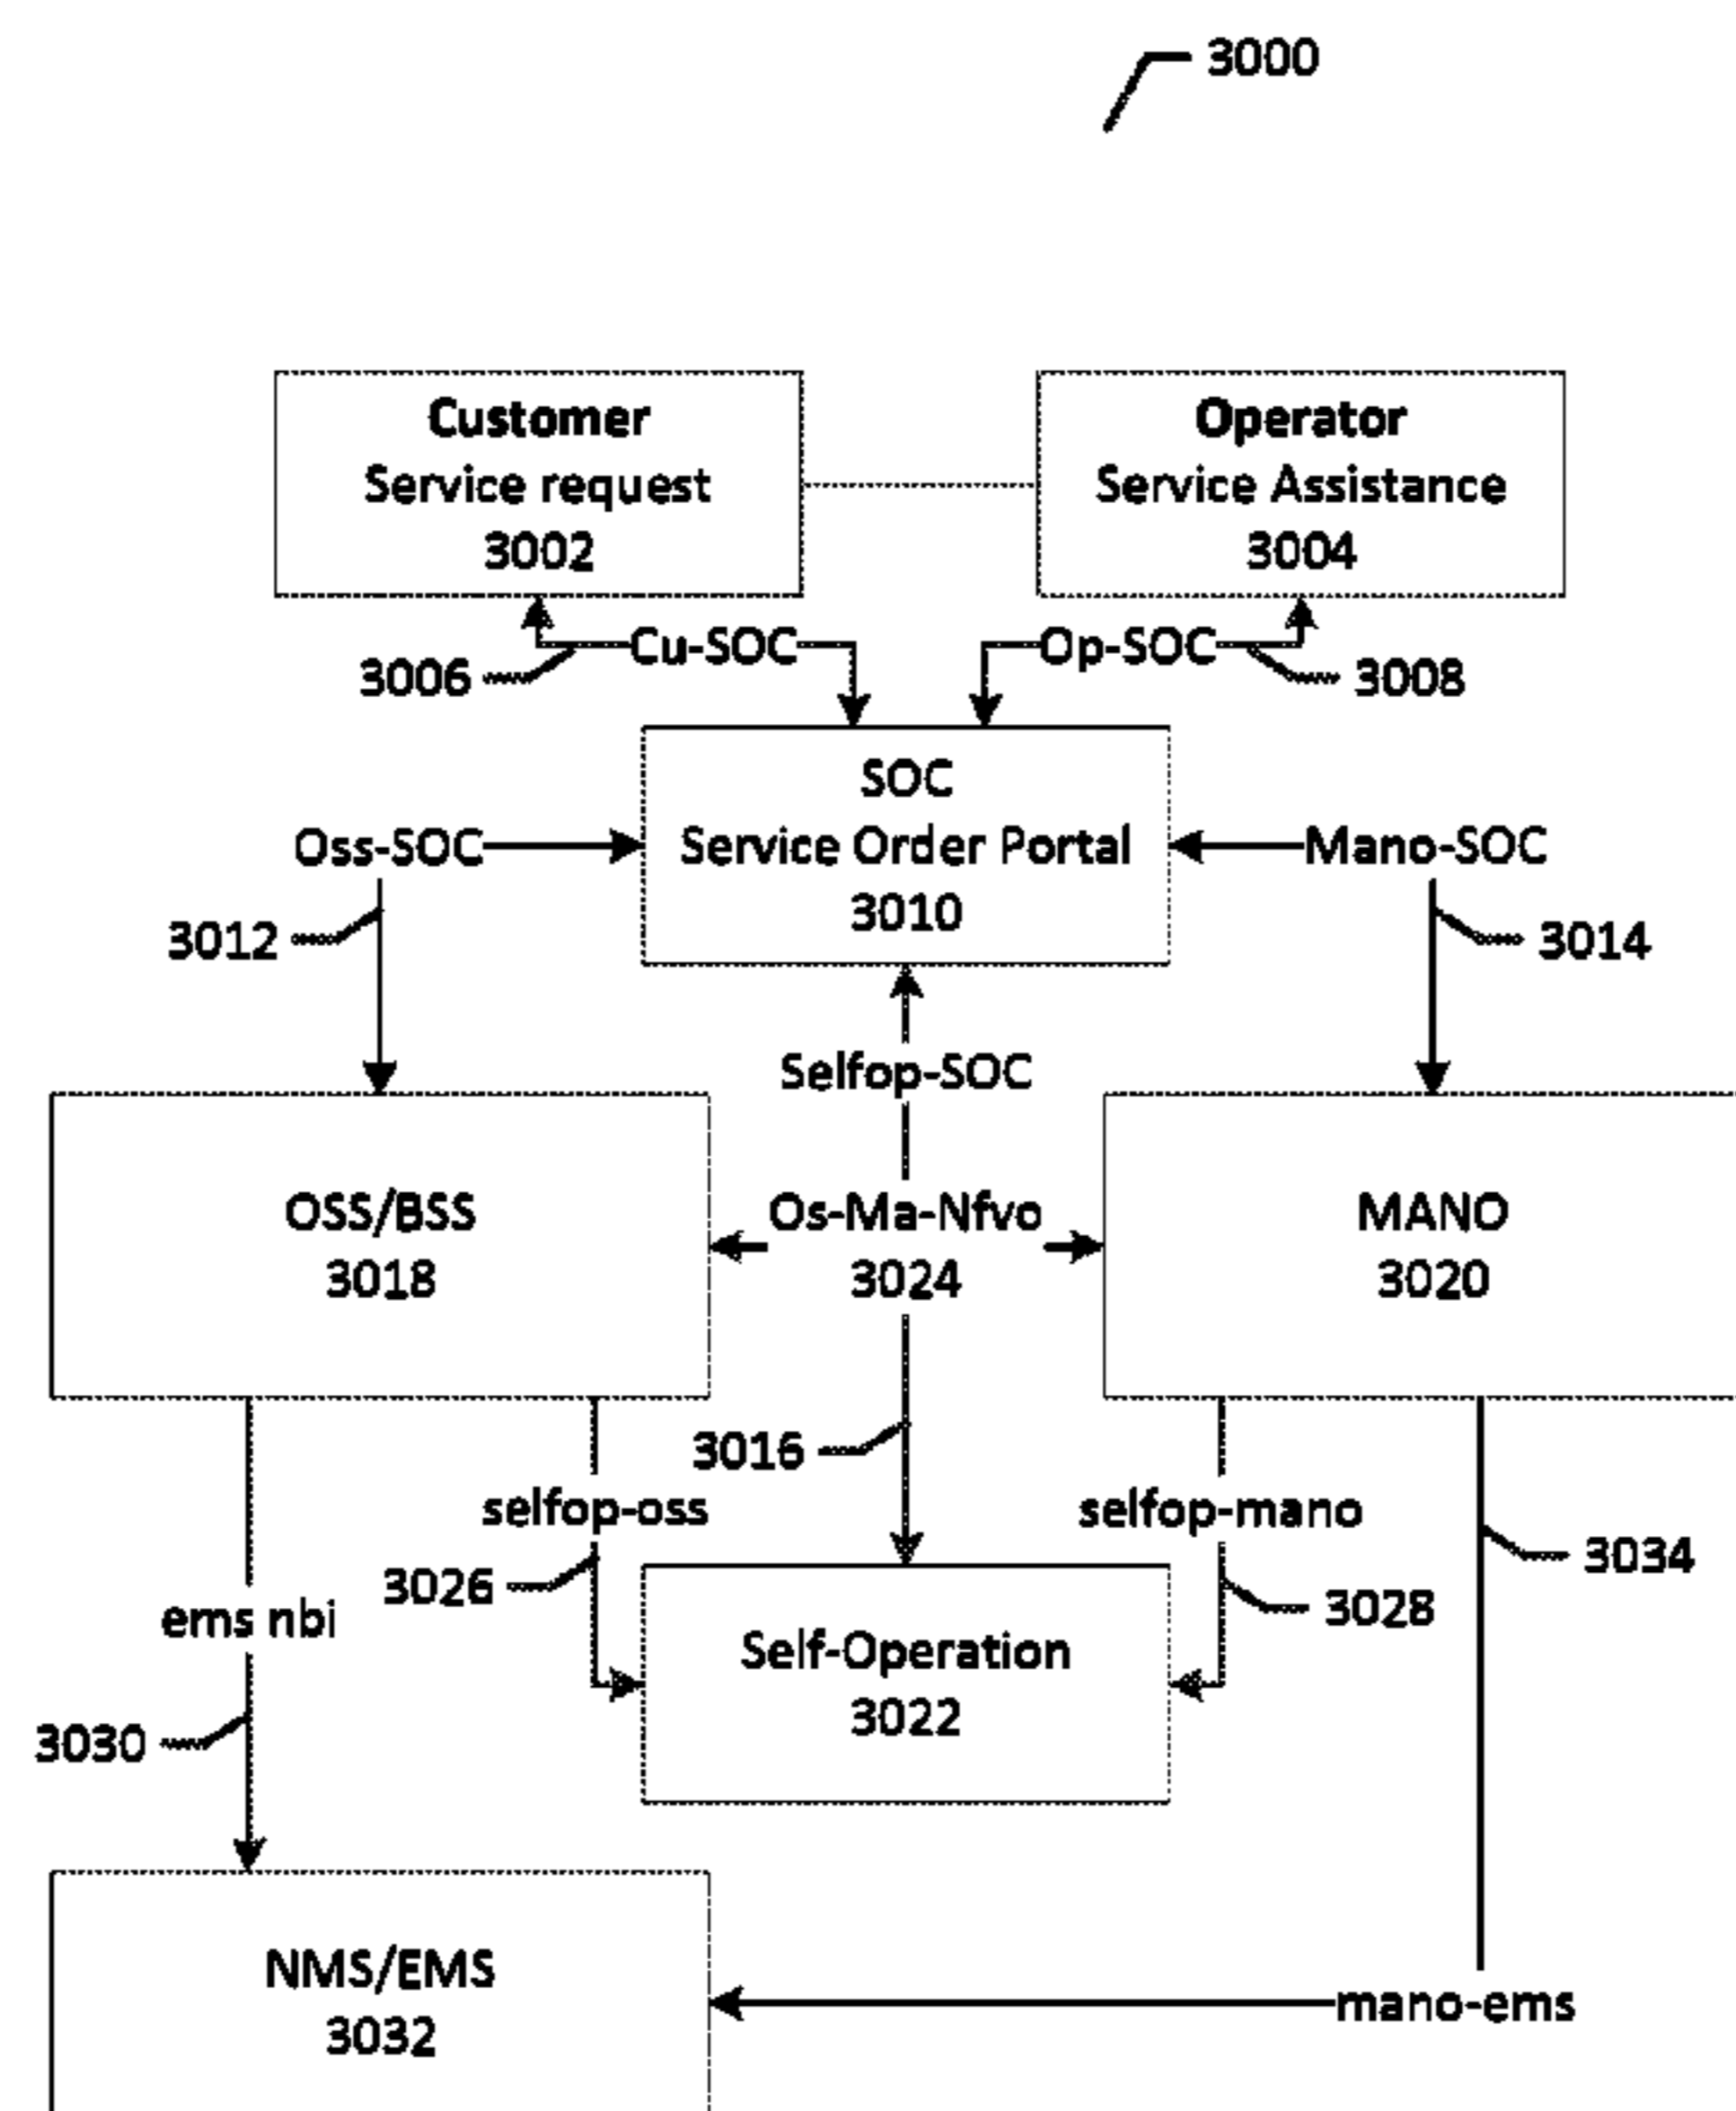 3000
Customer
Service request
3002
Operator
Service Assistance
3004
Cu-SOC
Op-SOC
3006
3008
SOC
Service Order Portal
3010
Oss-SOC
Mano-SOC
3012
3014
Selfop-SOC
OSS/BSS
3018
Os-Ma-Nfvo
3024
MANO
3020
3016
selfop-oss
selfop-mano
3026
3034
3028
ems nbi
Self-Operation
3022
3030
NMS/EMS
3032
mano-ems